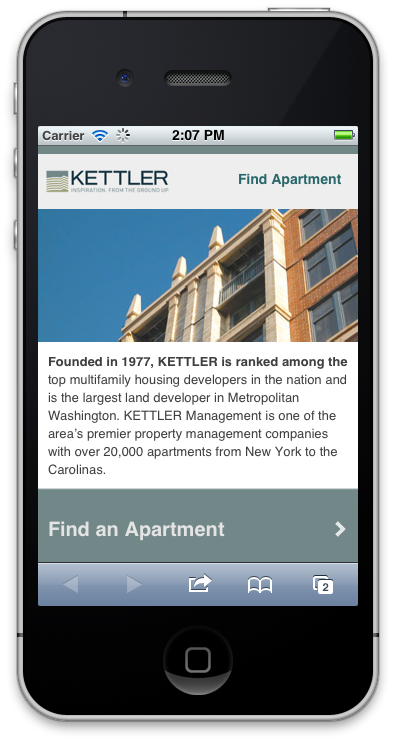 Carrier 2:07 PM
KETTLER Find Apartment
INSPIRATION. FROM THE GROUND UP.
Founded in 1977, KETTLER is ranked among the
top multifamily housing developers in the nation and
is the largest land developer in Metropolitan
Washington. KETTLER Management is one of the
area's premier property management companies
with over 20,000 apartments from New York to the
Carolinas.
Find an Apartment
2